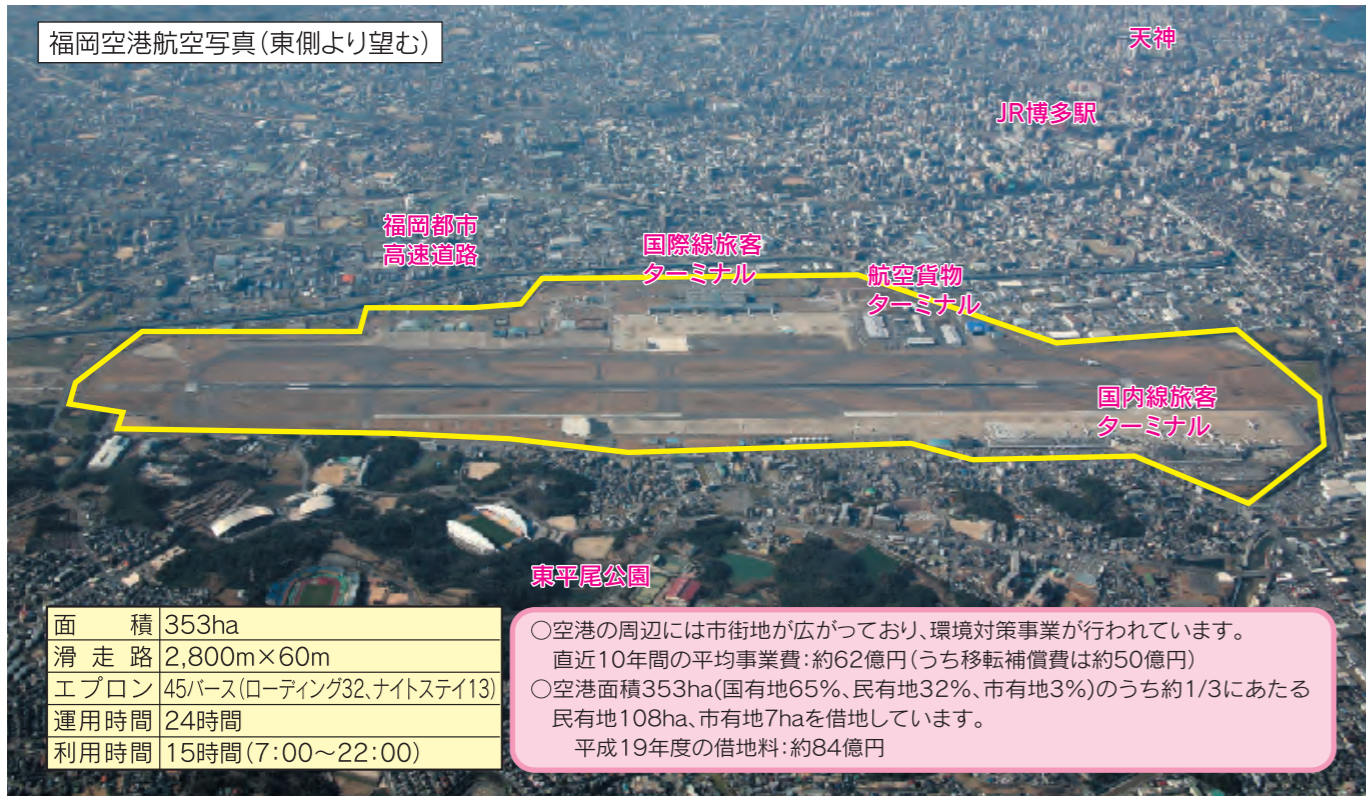 福岡空港航空写真(東側より望む)
天神
JR博多駅
福岡都市
高速道路
国際線旅客
ターミナル
航空貨物
ターミナル
国内線旅客
ターミナル
東平尾公園
面積 353ha
滑走路 2,800m×60m
エプロン 45バース(ローディング32、ナイトステイ13)
運用時間 24時間
利用時間 15時間(7:00~22:00)
○空港の周辺には市街地が広がっており、環境対策事業が行われています。
直近10年間の平均事業費:約62億円(うち移転補償費は約50億円)
○空港面積353ha(国有地65%、民有地32%、市有地3%)のうち約1/3にあたる
民有地108ha、市有地7haを借地しています。
平成19年度の借地料:約84億円